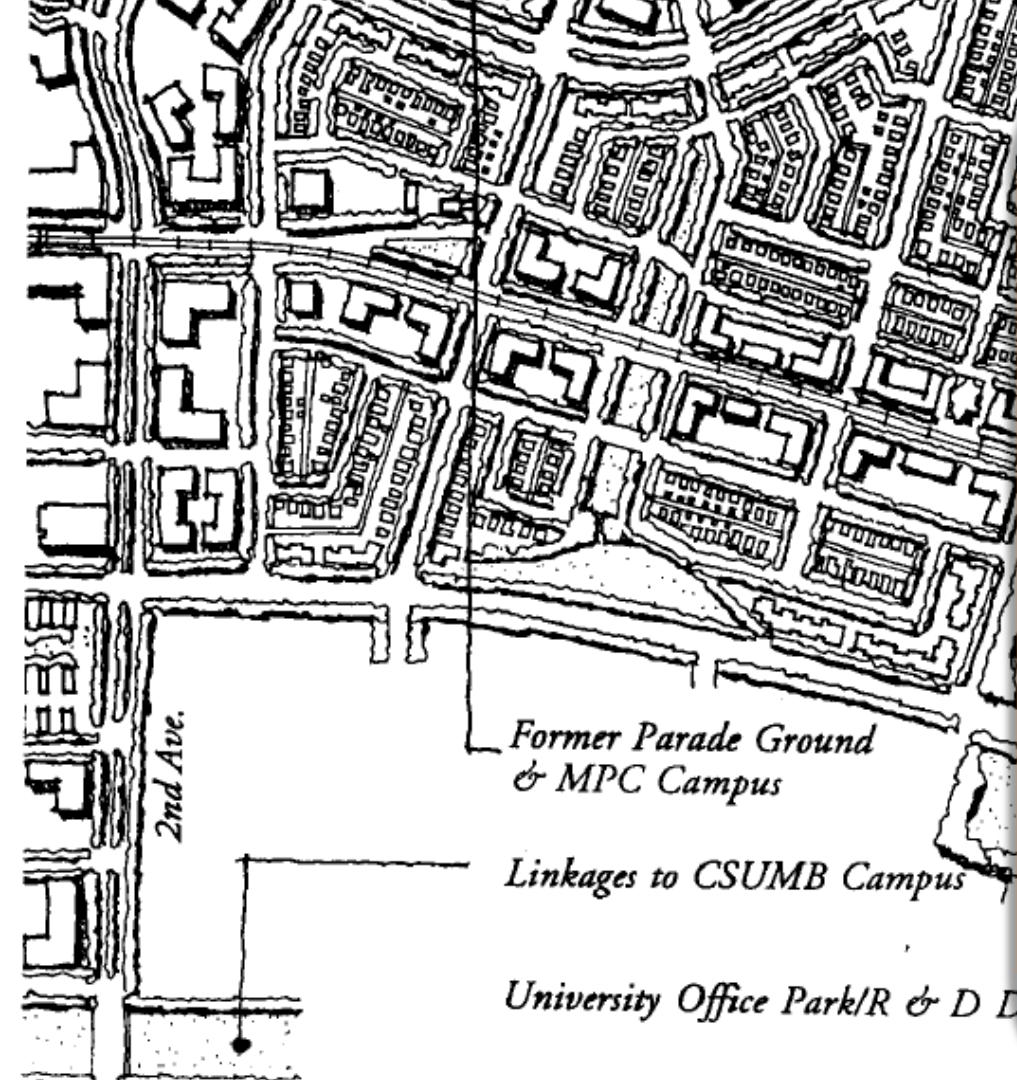 Former Parade Ground
& MPC Campus
2nd Ave.
Linkages to CSUMB Campus
University Office Park/R & D